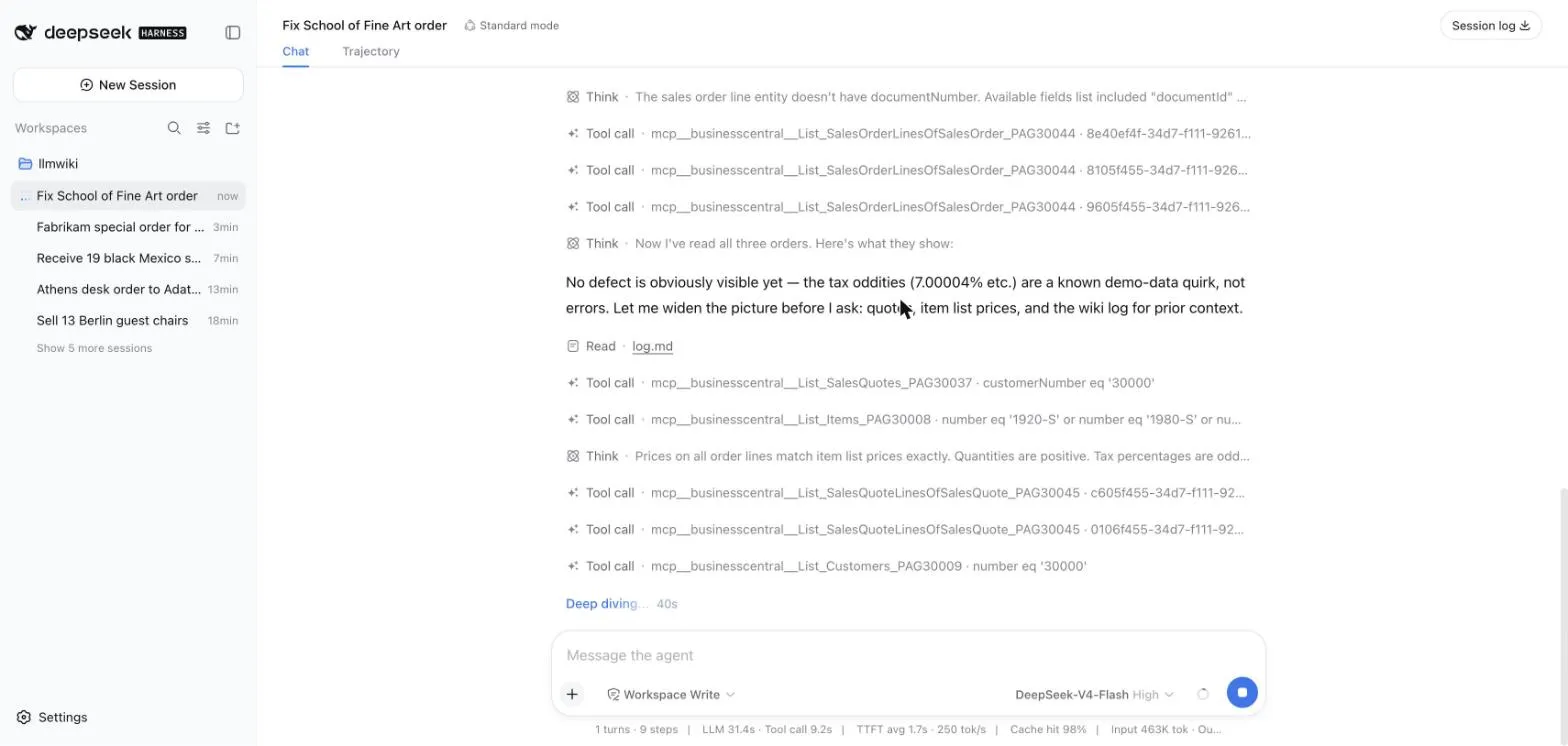 deepseek HARNESS
New Session
Workspaces
llmwiki
Fix School of Fine Art order now
Fabrikam special order for ... 3min
Receive 19 black Mexico s... 7min
Athens desk order to Adat... 13min
Sell 13 Berlin guest chairs 18min
Show 5 more sessions
Settings
Fix School of Fine Art order Standard mode
Session log
Chat Trajectory
Think · The sales order line entity doesn't have documentNumber. Available fields list included "documentId" ...
Tool call · mcp__businesscentral__List_SalesOrderLinesOfSalesOrder_PAG30044 · 8e40ef4f-34d7-f111-9261...
Tool call · mcp__businesscentral__List_SalesOrderLinesOfSalesOrder_PAG30044 · 8105f455-34d7-f111-926...
Tool call · mcp__businesscentral__List_SalesOrderLinesOfSalesOrder_PAG30044 · 9605f455-34d7-f111-926...
Think · Now I've read all three orders. Here's what they show:
No defect is obviously visible yet — the tax oddities (7.00004% etc.) are a known demo-data quirk, not
errors. Let me widen the picture before I ask: quotes, item list prices, and the wiki log for prior context.
Read · log.md
Tool call · mcp__businesscentral__List_SalesQuotes_PAG30037 · customerNumber eq '30000'
Tool call · mcp__businesscentral__List_Items_PAG30008 · number eq '1920-S' or number eq '1980-S' or nu...
Think · Prices on all order lines match item list prices exactly. Quantities are positive. Tax percentages are odd...
Tool call · mcp__businesscentral__List_SalesQuoteLinesOfSalesQuote_PAG30045 · c605f455-34d7-f111-92...
Tool call · mcp__businesscentral__List_SalesQuoteLinesOfSalesQuote_PAG30045 · 0106f455-34d7-f111-92...
Tool call · mcp__businesscentral__List_Customers_PAG30009 · number eq '30000'
Deep diving... 40s
Message the agent
Workspace Write
DeepSeek-V4-Flash High
1 turns · 9 steps | LLM 31.4s · Tool call 9.2s | TTFT avg 1.7s · 250 tok/s | Cache hit 98% | Input 463K tok · Ou...